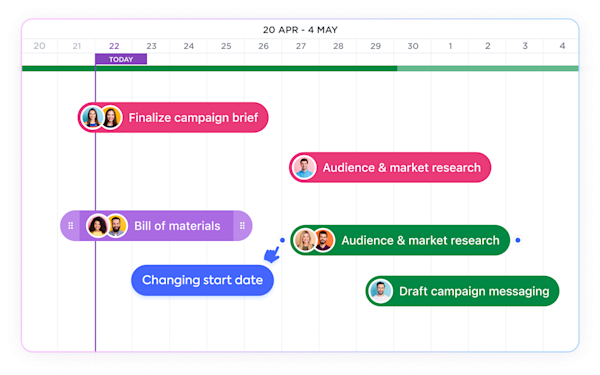 20 APR - 4 MAY
20 21 22 23 24 25 26 27 28 29 30 1 2 3 4
TODAY
Finalize campaign brief
Audience & market research
Bill of materials
Audience & market research
Changing start date
Draft campaign messaging